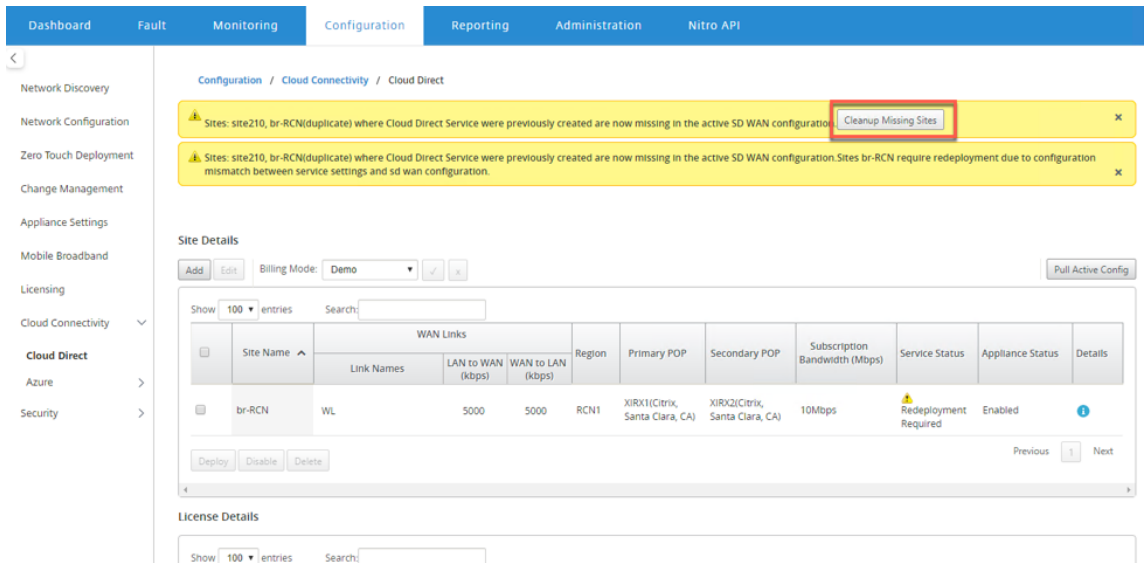 Dashboard Fault Monitoring Configuration Reporting Administration Nitro API
Network Discovery
Network Configuration
Zero Touch Deployment
Change Management
Appliance Settings
Mobile Broadband
Licensing
Cloud Connectivity
Cloud Direct
Azure
Security
Configuration / Cloud Connectivity / Cloud Direct
Sites: site210, br-RCN(duplicate) where Cloud Direct Service were previously created are now missing in the active SD WAN configuration. Cleanup Missing Sites ×
Sites: site210, br-RCN(duplicate) where Cloud Direct Service were previously created are now missing in the active SD WAN configuration.Sites br-RCN require redeployment due to configuration
mismatch between service settings and sd wan configuration. ×
Site Details
Add Edit Billing Mode: Demo Pull Active Config
Show 100 entries Search:
Site Name
WAN Links
Link Names
LAN to WAN
(kbps)
WAN to LAN
(kbps)
Region
Primary POP
Secondary POP
Subscription
Bandwidth (Mbps)
Service Status
Appliance Status
Details
br-RCN
WL
5000
5000
RCN1
XIRX1(Citrix,
Santa Clara, CA)
XIRX2(Citrix,
Santa Clara, CA)
10Mbps
Redeployment
Required
Enabled
Deploy Disable Delete
Previous 1 Next
License Details
Show 100 entries Search: